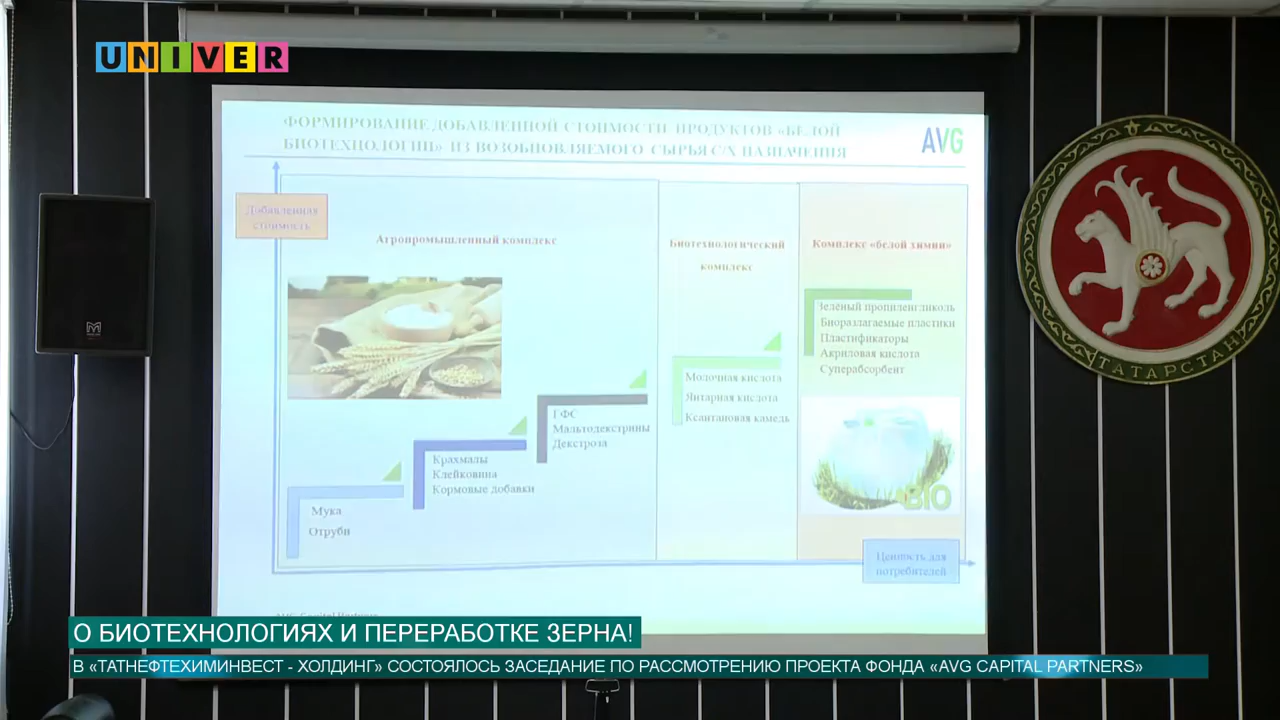 UNIVER
ФОРМИРОВАНИЕ ДОБАВЛЕННОЙ СТОИМОСТИ ПРОДУКТОВ «БЕЛОЙ
БИОТЕХНОЛОГИИ» ИЗ ВОЗОБНОВЛЯЕМОГО СЫРЬЯ С/Х НАЗНАЧЕНИЯ
AVG
Добавленная
стоимость
Агропромышленный комплекс
Биотехнологический
комплекс
Комплекс «белой химии»
Зелёный пропиленгликоль
Биоразлагаемые пластики
Пластификаторы
Акриловая кислота
Суперабсорбент
Молочная кислота
Янтарная кислота
Ксантановая камедь
ГФС
Мальтодекстрины
Декстроза
Крахмалы
Клейковина
Кормовые добавки
Мука
Отруби
BIO
Ценность для
потребителей
AVG Capital Partners
ТАТАРСТАН
О БИОТЕХНОЛОГИЯХ И ПЕРЕРАБОТКЕ ЗЕРНА!
В «ТАТНЕФТЕХИМИНВЕСТ - ХОЛДИНГ» СОСТОЯЛОСЬ ЗАСЕДАНИЕ ПО РАССМОТРЕНИЮ ПРОЕКТА ФОНДА «AVG CAPITAL PARTNERS»